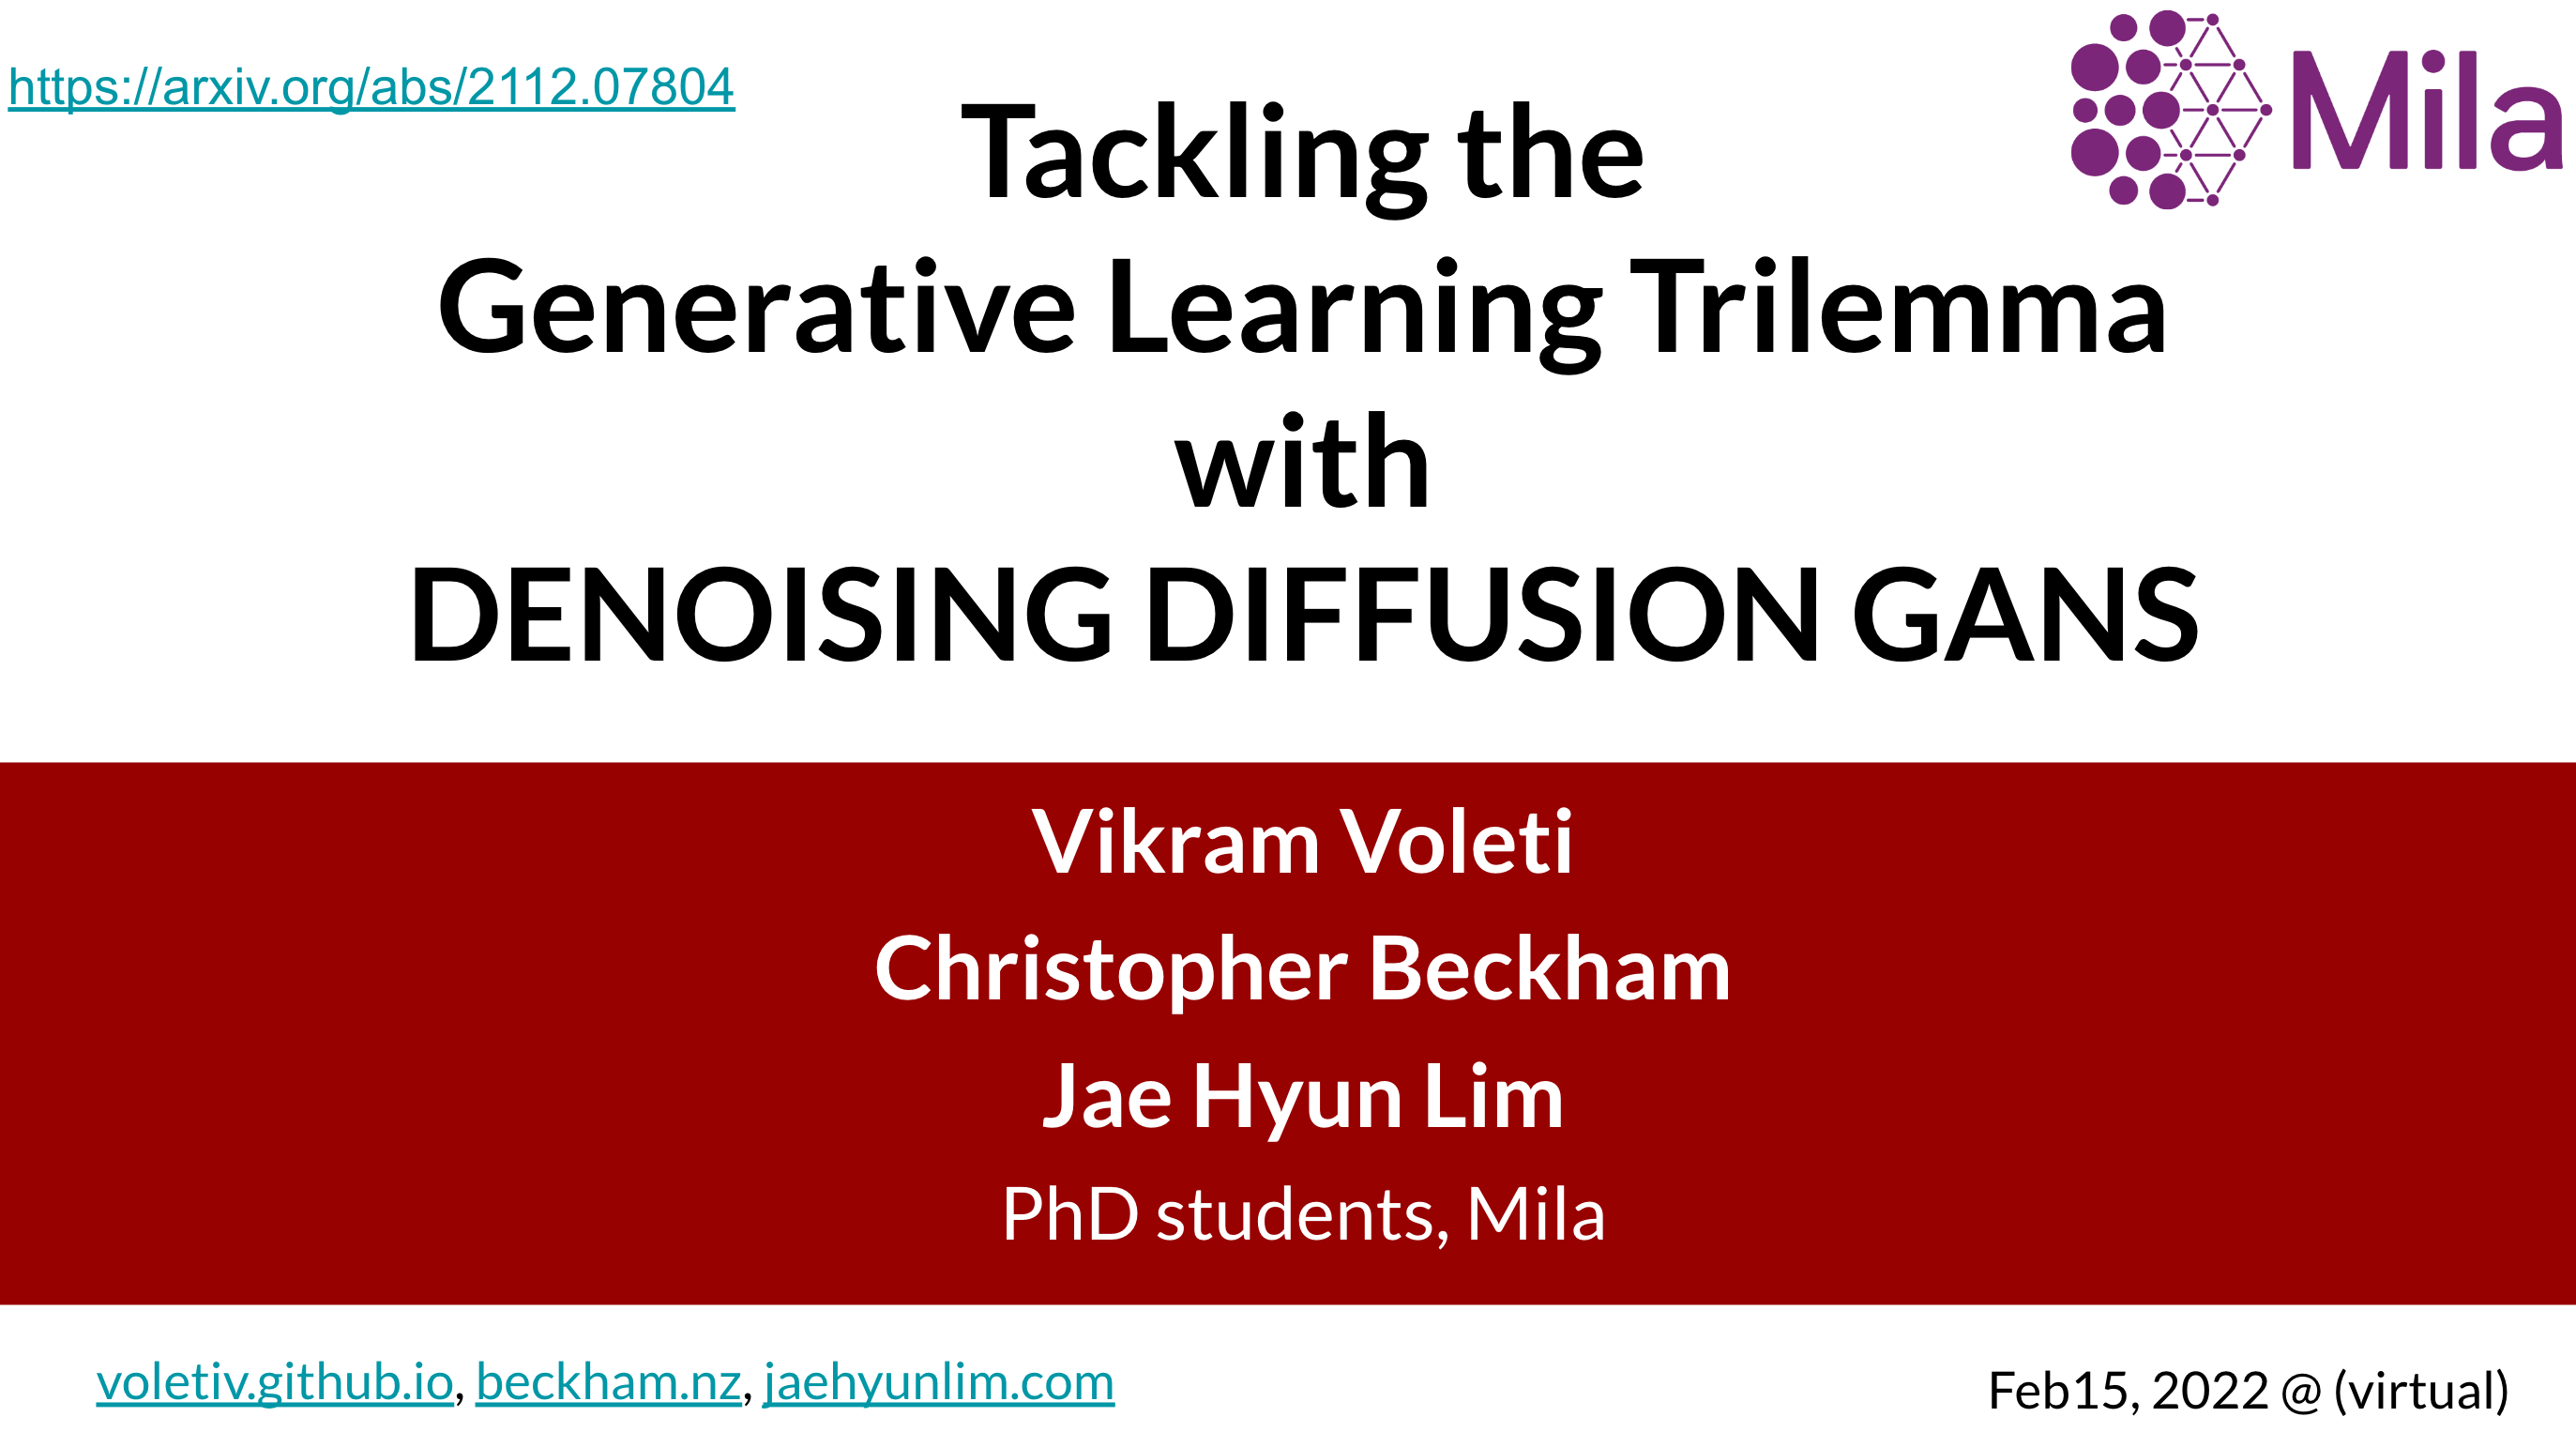 https://arxiv.org/abs/2112.07804
Mila
Tackling the
Generative Learning Trilemma
with
DENOISING DIFFUSION GANS
Vikram Voleti
Christopher Beckham
Jae Hyun Lim
PhD students, Mila
voletiv.github.io, beckham.nz, jaehyunlim.com
Feb15, 2022 @ (virtual)